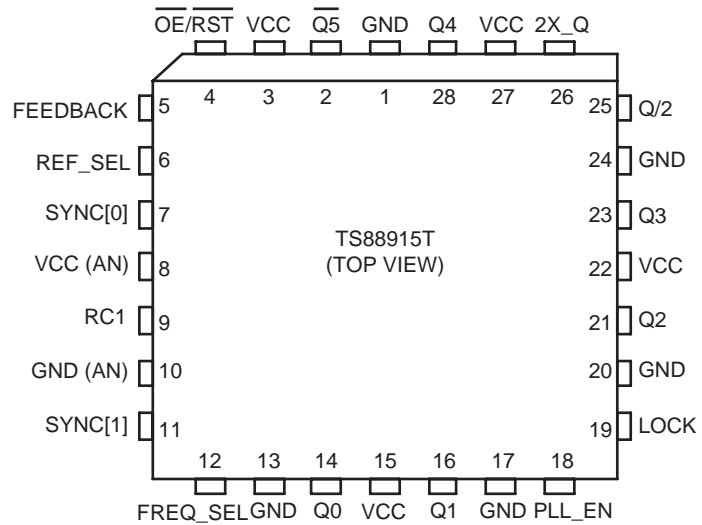 O̅E̅/R̅S̅T̅ VCC Q̅5̅ GND Q4 VCC 2X_Q
4 3 2 1 28 27 26
FEEDBACK 5 25 Q/2
REF_SEL 6 24 GND
SYNC[0] 7 23 Q3
TS88915T
(TOP VIEW)
VCC (AN) 8 22 VCC
RC1 9 21 Q2
GND (AN) 10 20 GND
SYNC[1] 11 19 LOCK
12 13 14 15 16 17 18
FREQ_SEL GND Q0 VCC Q1 GND PLL_EN